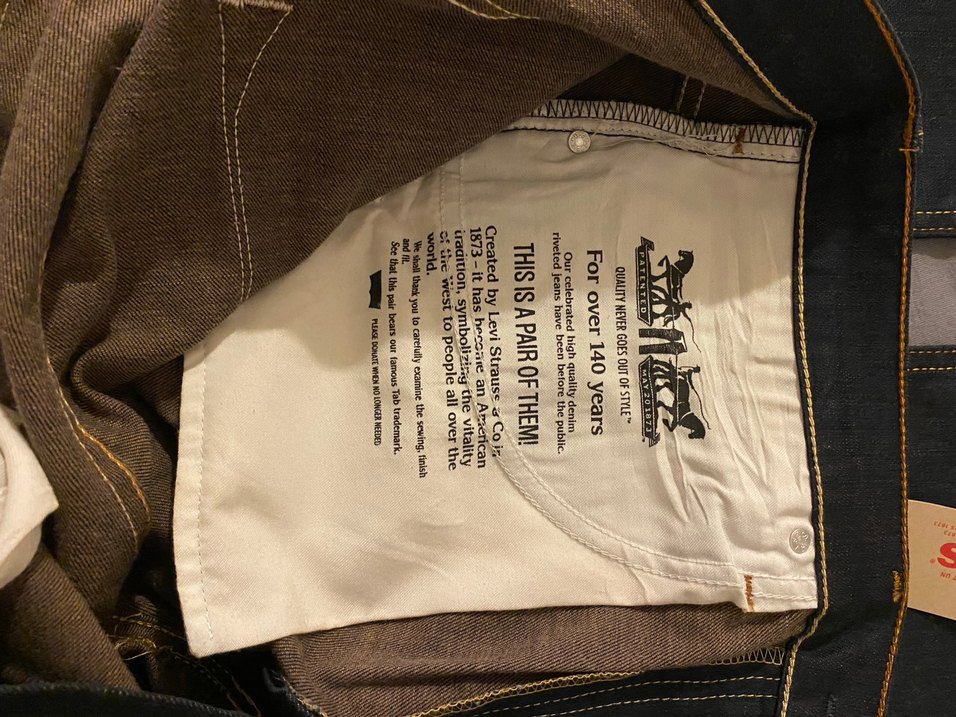 PATENTED
MAY 20 1873
QUALITY NEVER GOES OUT OF STYLE™
For over 140 years
Our celebrated high quality denim
riveted jeans have been before the public.
THIS IS A PAIR OF THEM!
Created by Levi Strauss & Co in
1873 - it has become an American
tradition, symbolizing the vitality
of the West to people all over the
world.
We shall thank you to carefully examine the sewing, finish
and fit.
See that this pair bears our famous Tab trademark.
PLEASE DONATE WHEN NO LONGER NEEDED
S®